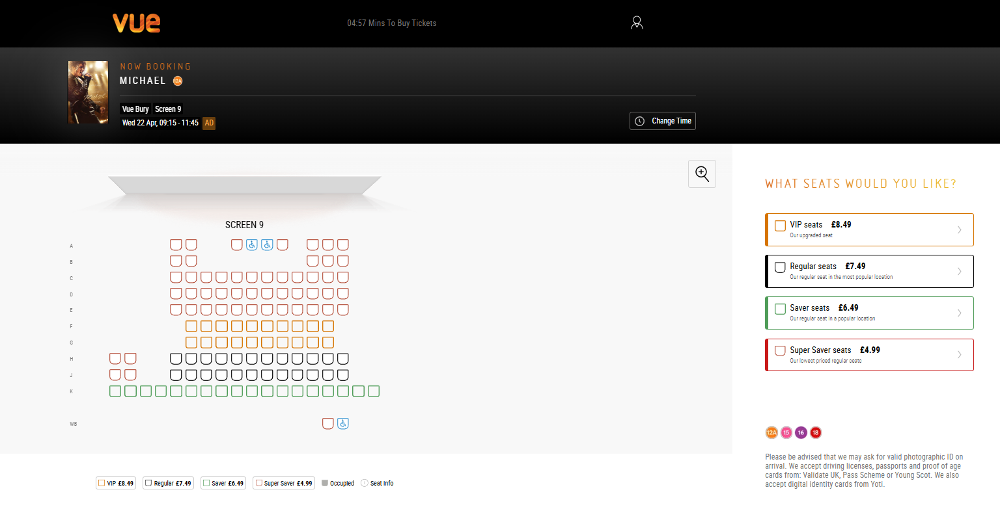 vue
04:57 Mins To Buy Tickets
NOW BOOKING
MICHAEL 12A
Vue Bury Screen 9
Wed 22 Apr, 09:15 - 11:45 AD
Change Time
SCREEN 9
A
B
C
D
E
F
G
H
J
K
WB
VIP £8.49 Regular £7.49 Saver £6.49 Super Saver £4.99 Occupied Seat Info
WHAT SEATS WOULD YOU LIKE?
VIP seats £8.49
Our upgraded seat
Regular seats £7.49
Our regular seat in the most popular location
Saver seats £6.49
Our regular seat in a popular location
Super Saver seats £4.99
Our lowest priced regular seats
12A 15 16 18
Please be advised that we may ask for valid photographic ID on
arrival. We accept driving licenses, passports and proof of age
cards from: Validate UK, Pass Scheme or Young Scot. We also
accept digital identity cards from Yoti.